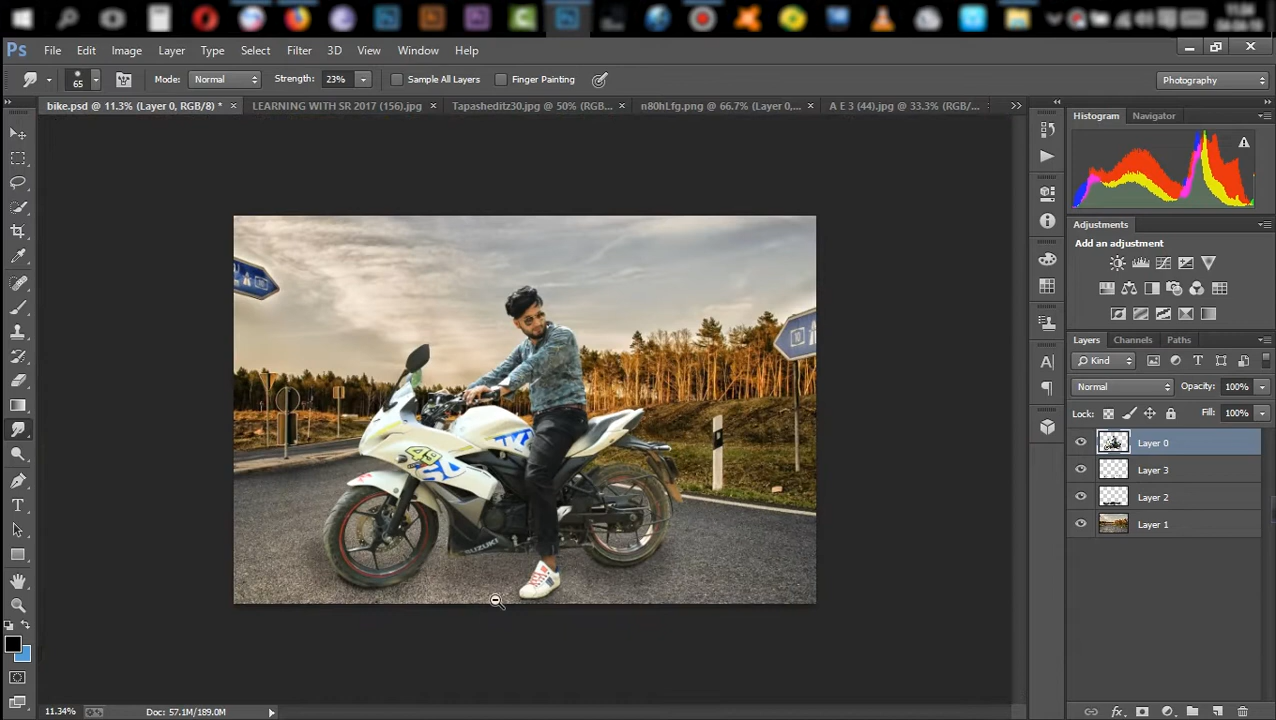 Ps File Edit Image Layer Type Select Filter 3D View Window Help
65 Mode: Normal Strength: 23% Sample All Layers Finger Painting Photography
bike.psd @ 11.3% (Layer 0, RGB/8) * × LEARNING WITH SR 2017 (156).jpg × Tapasheditz30.jpg @ 50% (RGB... × n80hLfg.png @ 66.7% (Layer 0,... × A E 3 (44).jpg @ 33.3% (RGB/... ×
Histogram Navigator
Adjustments
Add an adjustment
Layers Channels Paths
Kind
Normal Opacity: 100%
Lock: Fill: 100%
Layer 0
Layer 3
Layer 2
Layer 1
10
SUZUKI
11.34% Doc: 57.1M/189.0M